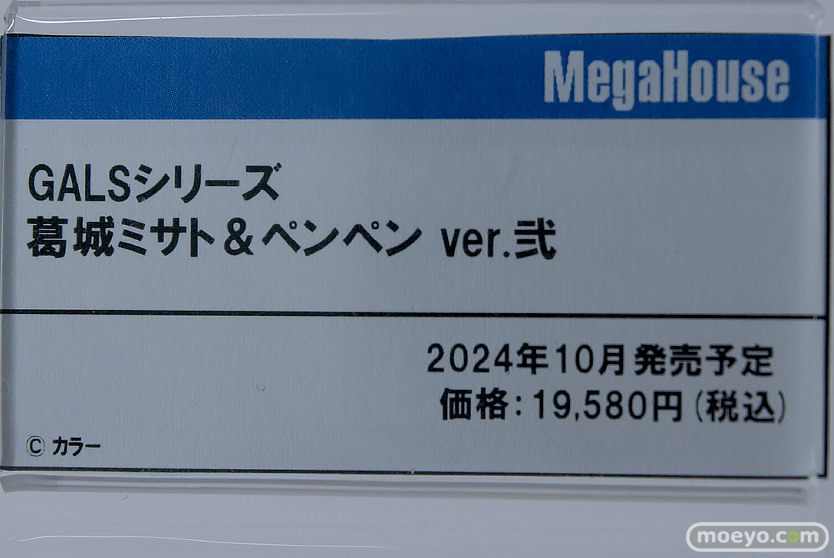 MegaHouse
GALSシリーズ
葛城ミサト&ペンペン ver.弐
2024年10月発売予定
価格：19,580円(税込)
© カラー
moeyo.com